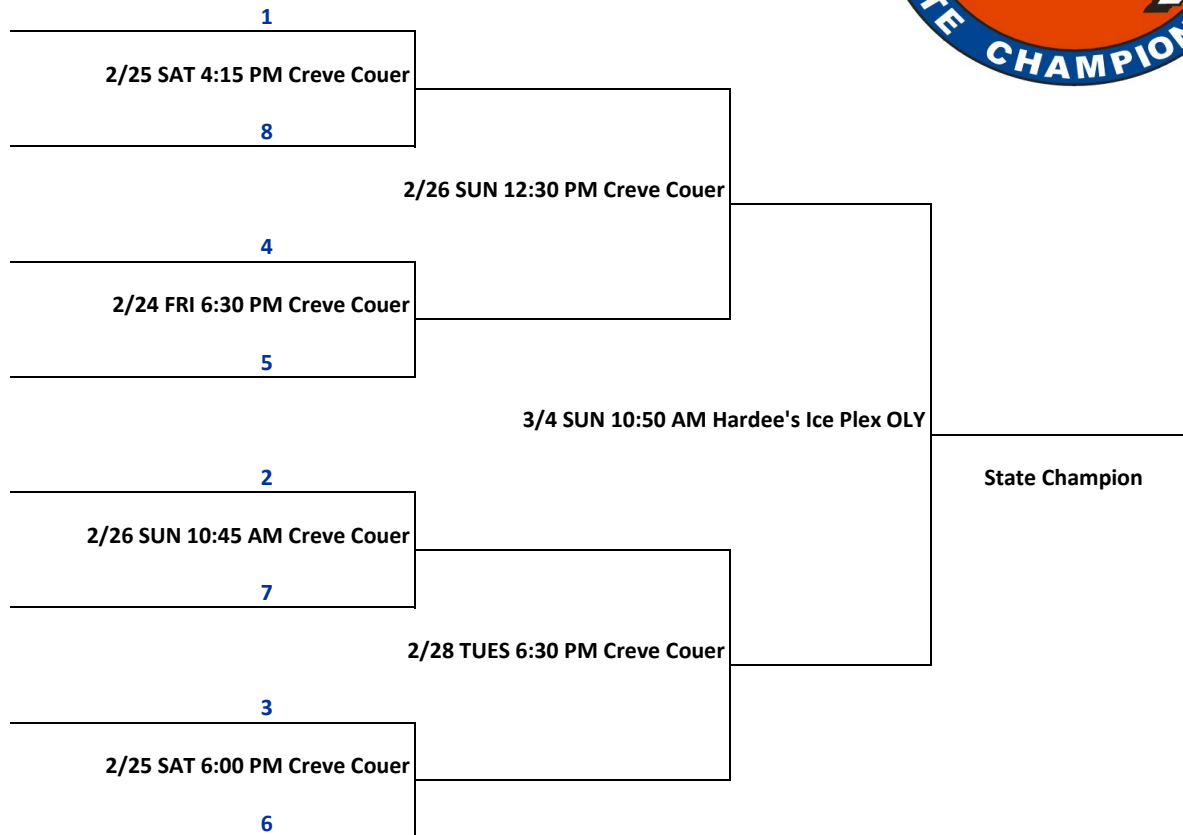 1
2/25 SAT 4:15 PM Creve Couer
8
2/26 SUN 12:30 PM Creve Couer
4
2/24 FRI 6:30 PM Creve Couer
5
3/4 SUN 10:50 AM Hardee's Ice Plex OLY
2
State Champion
2/26 SUN 10:45 AM Creve Couer
7
2/28 TUES 6:30 PM Creve Couer
3
2/25 SAT 6:00 PM Creve Couer
6
TE CHAMPION